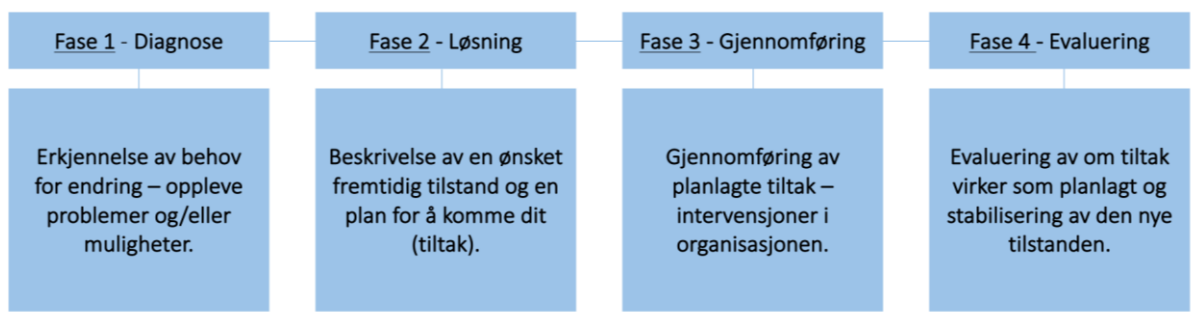 Fase 1 - Diagnose
Erkjennelse av behov
for endring – oppleve
problemer og/eller
muligheter.
Fase 2 - Løsning
Beskrivelse av en ønsket
fremtidig tilstand og en
plan for å komme dit
(tiltak).
Fase 3 - Gjennomføring
Gjennomføring av
planlagte tiltak –
intervensjoner i
organisasjonen.
Fase 4 - Evaluering
Evaluering av om tiltak
virker som planlagt og
stabilisering av den nye
tilstanden.